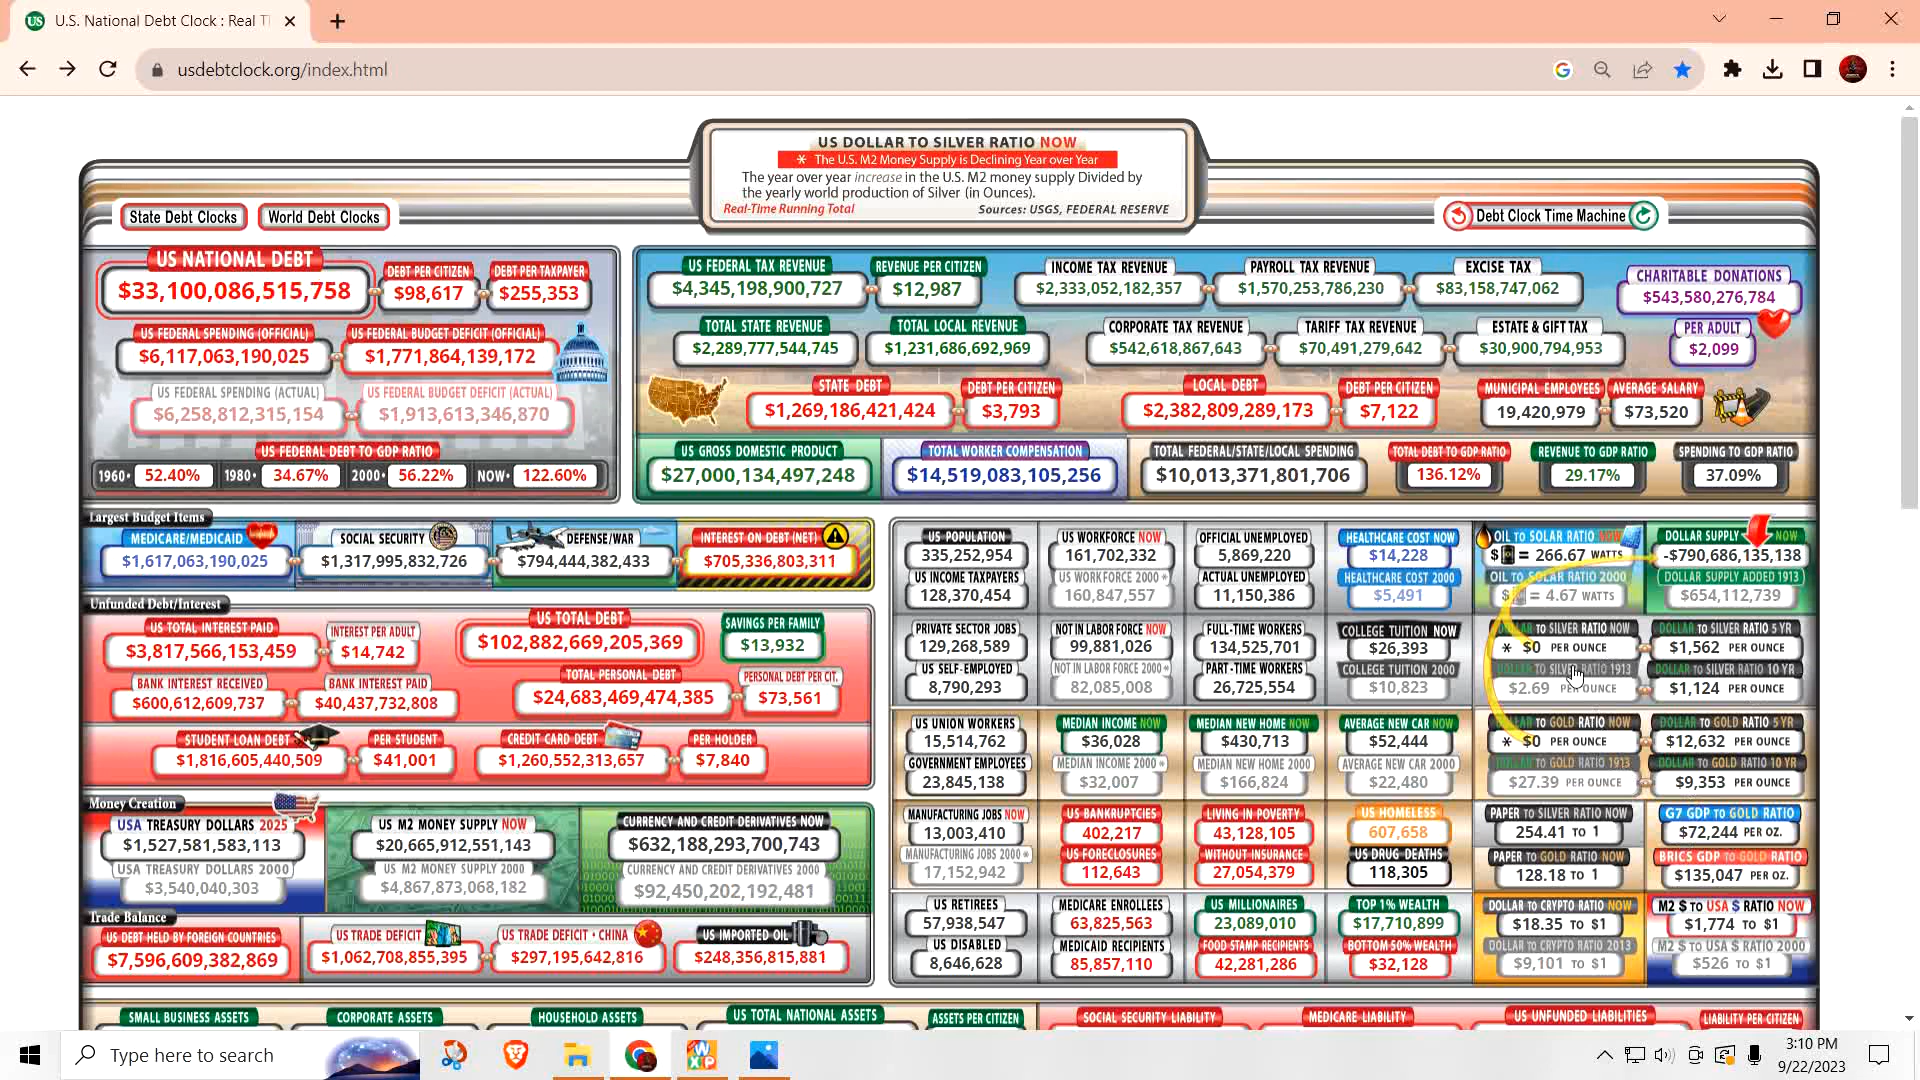 U.S. National Debt Clock : Real Ti
usdebtclock.org/index.html
US DOLLAR TO SILVER RATIO NOW
* The U.S. M2 Money Supply is Declining Year over Year
The year over year increase in the U.S. M2 money supply Divided by
the yearly world production of Silver (in Ounces).
Real-Time Running Total Sources: USGS, FEDERAL RESERVE
State Debt Clocks World Debt Clocks
Debt Clock Time Machine
US NATIONAL DEBT
$33,100,086,515,758
DEBT PER CITIZEN
$98,617
DEBT PER TAXPAYER
$255,353
US FEDERAL SPENDING (OFFICIAL)
$6,117,063,190,025
US FEDERAL BUDGET DEFICIT (OFFICIAL)
$1,771,864,139,172
US FEDERAL SPENDING (ACTUAL)
$6,258,812,315,154
US FEDERAL BUDGET DEFICIT (ACTUAL)
$1,913,613,346,870
US FEDERAL DEBT TO GDP RATIO
1960• 52.40% 1980• 34.67% 2000• 56.22% NOW• 122.60%
US FEDERAL TAX REVENUE
$4,345,198,900,727
REVENUE PER CITIZEN
$12,987
INCOME TAX REVENUE
$2,333,052,182,357
PAYROLL TAX REVENUE
$1,570,253,786,230
EXCISE TAX
$83,158,747,062
CHARITABLE DONATIONS
$543,580,276,784
TOTAL STATE REVENUE
$2,289,777,544,745
TOTAL LOCAL REVENUE
$1,231,686,692,969
CORPORATE TAX REVENUE
$542,618,867,643
TARIFF TAX REVENUE
$70,491,279,642
ESTATE & GIFT TAX
$30,900,794,953
PER ADULT
$2,099
STATE DEBT
$1,269,186,421,424
DEBT PER CITIZEN
$3,793
LOCAL DEBT
$2,382,809,289,173
DEBT PER CITIZEN
$7,122
MUNICIPAL EMPLOYEES
19,420,979
AVERAGE SALARY
$73,520
US GROSS DOMESTIC PRODUCT
$27,000,134,497,248
TOTAL WORKER COMPENSATION
$14,519,083,105,256
TOTAL FEDERAL/STATE/LOCAL SPENDING
$10,013,371,801,706
TOTAL DEBT TO GDP RATIO
136.12%
REVENUE TO GDP RATIO
29.17%
SPENDING TO GDP RATIO
37.09%
Largest Budget Items
MEDICARE/MEDICAID
$1,617,063,190,025
SOCIAL SECURITY
$1,317,995,832,726
DEFENSE/WAR
$794,444,382,433
INTEREST ON DEBT (NET)
$705,336,803,311
Unfunded Debt/Interest
US TOTAL INTEREST PAID
$3,817,566,153,459
INTEREST PER ADULT
$14,742
US TOTAL DEBT
$102,882,669,205,369
SAVINGS PER FAMILY
$13,932
BANK INTEREST RECEIVED
$600,612,609,737
BANK INTEREST PAID
$40,437,732,808
TOTAL PERSONAL DEBT
$24,683,469,474,385
PERSONAL DEBT PER CIT.
$73,561
STUDENT LOAN DEBT
$1,816,605,440,509
PER STUDENT
$41,001
CREDIT CARD DEBT
$1,260,552,313,657
PER HOLDER
$7,840
Money Creation
USA TREASURY DOLLARS 2025
$1,527,581,583,113
USA TREASURY DOLLARS 2000
$3,540,040,303
US M2 MONEY SUPPLY NOW
$20,665,912,551,143
US M2 MONEY SUPPLY 2000
$4,867,873,068,182
CURRENCY AND CREDIT DERIVATIVES NOW
$632,188,293,700,743
CURRENCY AND CREDIT DERIVATIVES 2000
$92,450,202,192,481
Trade Balance
US DEBT HELD BY FOREIGN COUNTRIES
$7,596,609,382,869
US TRADE DEFICIT
$1,062,708,855,395
US TRADE DEFICIT • CHINA
$297,195,642,816
US IMPORTED OIL
$248,356,815,881
US POPULATION
335,252,954
US INCOME TAXPAYERS
128,370,454
US WORKFORCE NOW
161,702,332
US WORKFORCE 2000 *
160,847,557
OFFICIAL UNEMPLOYED
5,869,220
ACTUAL UNEMPLOYED
11,150,386
HEALTHCARE COST NOW
$14,228
HEALTHCARE COST 2000
$5,491
OIL TO SOLAR RATIO NOW
$ = 266.67 WATTS
OIL TO SOLAR RATIO 2000
$ = 4.67 WATTS
DOLLAR SUPPLY NOW
-$790,686,135,138
DOLLAR SUPPLY ADDED 1913
$654,112,739
PRIVATE SECTOR JOBS
129,268,589
US SELF-EMPLOYED
8,790,293
NOT IN LABOR FORCE NOW
99,881,026
NOT IN LABOR FORCE 2000 *
82,085,008
FULL-TIME WORKERS
134,525,701
PART-TIME WORKERS
26,725,554
COLLEGE TUITION NOW
$26,393
COLLEGE TUITION 2000
$10,823
DOLLAR TO SILVER RATIO NOW
* $0 PER OUNCE
DOLLAR TO SILVER RATIO 1913
$2.69 PER OUNCE
DOLLAR TO SILVER RATIO 5 YR
$1,562 PER OUNCE
DOLLAR TO SILVER RATIO 10 YR
$1,124 PER OUNCE
US UNION WORKERS
15,514,762
GOVERNMENT EMPLOYEES
23,845,138
MEDIAN INCOME NOW
$36,028
MEDIAN INCOME 2000 *
$32,007
MEDIAN NEW HOME NOW
$430,713
MEDIAN NEW HOME 2000
$166,824
AVERAGE NEW CAR NOW
$52,444
AVERAGE NEW CAR 2000
$22,480
DOLLAR TO GOLD RATIO NOW
* $0 PER OUNCE
DOLLAR TO GOLD RATIO 1913
$27.39 PER OUNCE
DOLLAR TO GOLD RATIO 5 YR
$12,632 PER OUNCE
DOLLAR TO GOLD RATIO 10 YR
$9,353 PER OUNCE
MANUFACTURING JOBS NOW
13,003,410
MANUFACTURING JOBS 2000 *
17,152,942
US BANKRUPTCIES
402,217
US FORECLOSURES
112,643
LIVING IN POVERTY
43,128,105
WITHOUT INSURANCE
27,054,379
US HOMELESS
607,658
US DRUG DEATHS
118,305
PAPER TO SILVER RATIO NOW
254.41 TO 1
PAPER TO GOLD RATIO NOW
128.18 TO 1
G7 GDP TO GOLD RATIO
$72,244 PER OZ.
BRICS GDP TO GOLD RATIO
$135,047 PER OZ.
US RETIREES
57,938,547
US DISABLED
8,646,628
MEDICARE ENROLLEES
63,825,563
MEDICAID RECIPIENTS
85,857,110
US MILLIONAIRES
23,089,010
FOOD STAMP RECIPIENTS
42,281,286
TOP 1% WEALTH
$17,710,899
BOTTOM 50% WEALTH
$32,128
DOLLAR TO CRYPTO RATIO NOW
$18.35 TO $1
DOLLAR TO CRYPTO RATIO 2013
$9,101 TO $1
M2 $ TO USA $ RATIO NOW
$1,774 TO $1
M2 $ TO USA $ RATIO 2000
$526 TO $1
SMALL BUSINESS ASSETS CORPORATE ASSETS HOUSEHOLD ASSETS US TOTAL NATIONAL ASSETS ASSETS PER CITIZEN SOCIAL SECURITY LIABILITY MEDICARE LIABILITY US UNFUNDED LIABILITIES LIABILITY PER CITIZEN
Type here to search
3:10 PM
9/22/2023